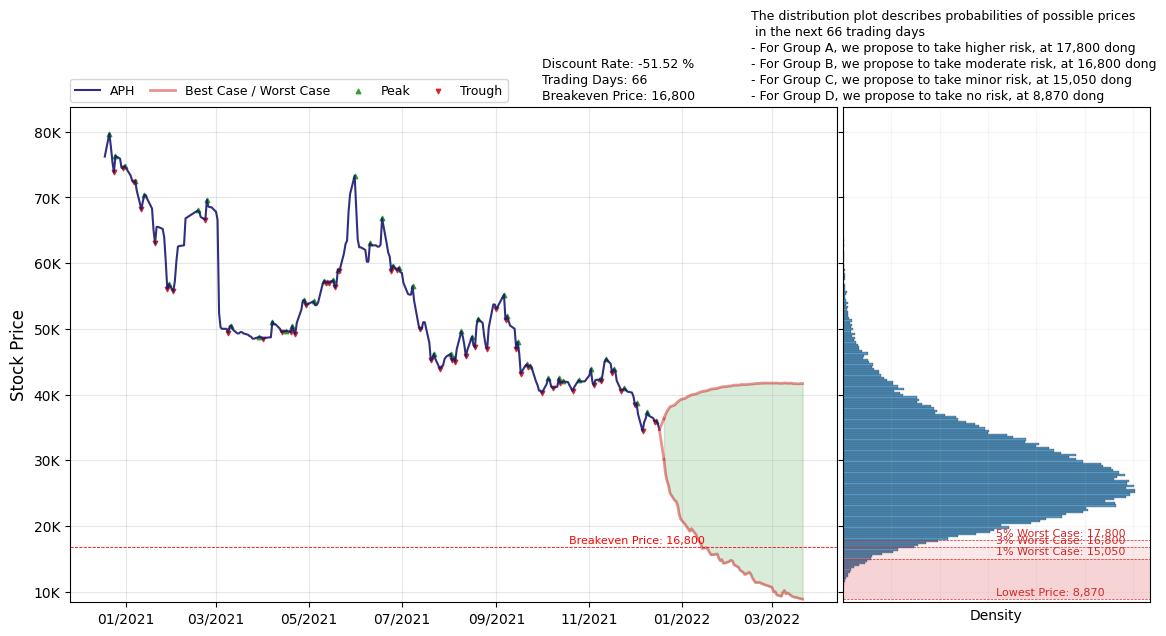 The distribution plot describes probabilities of possible prices
in the next 66 trading days
- For Group A, we propose to take higher risk, at 17,800 dong
- For Group B, we propose to take moderate risk, at 16,800 dong
- For Group C, we propose to take minor risk, at 15,050 dong
- For Group D, we propose to take no risk, at 8,870 dong
Discount Rate: -51.52 %
Trading Days: 66
Breakeven Price: 16,800
APH
Best Case / Worst Case
Peak
Trough
Stock Price
80K
70K
60K
50K
40K
30K
20K
10K
Breakeven Price: 16,800
5% Worst Case: 17,800
3% Worst Case: 16,800
1% Worst Case: 15,050
Lowest Price: 8,870
01/2021
03/2021
05/2021
07/2021
09/2021
11/2021
01/2022
03/2022
Density